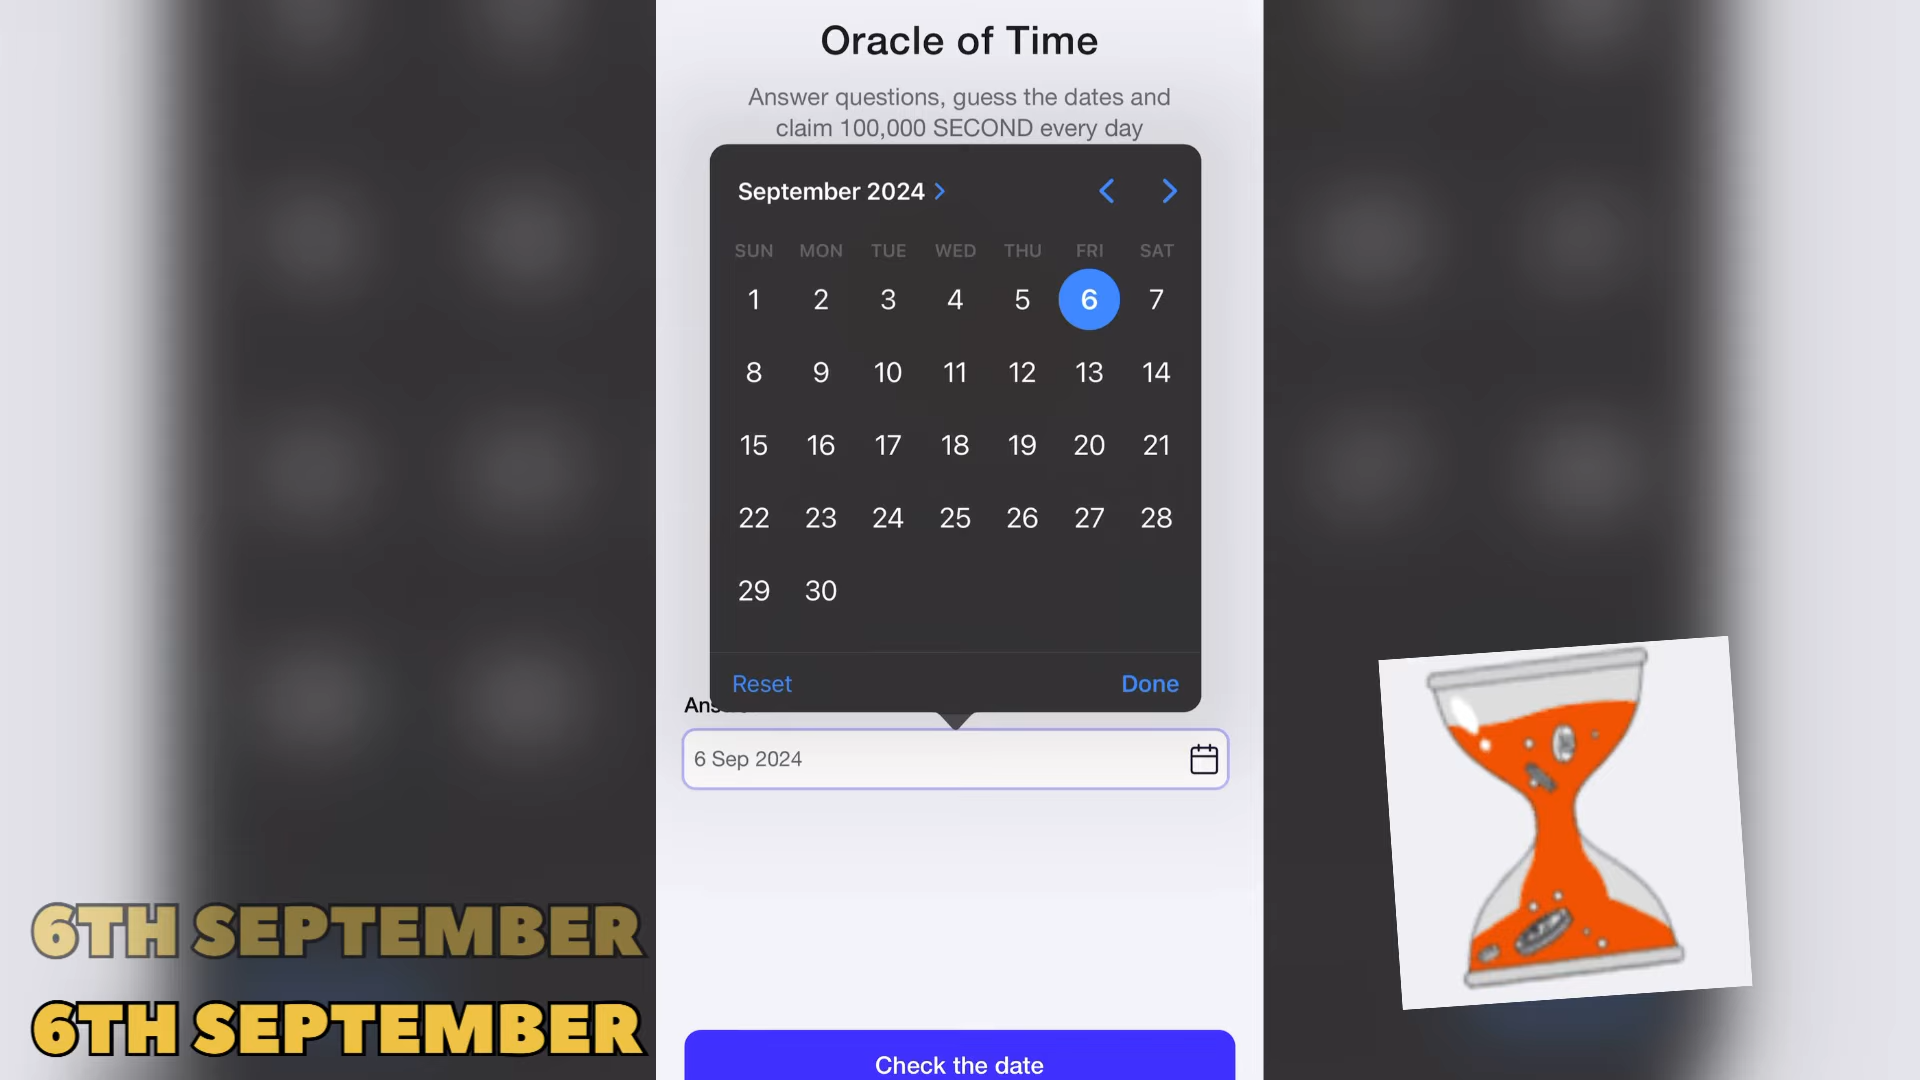 Oracle of Time
Answer questions, guess the dates and
claim 100,000 SECOND every day
September 2024
SUN MON TUE WED THU FRI SAT
1 2 3 4 5 6 7
8 9 10 11 12 13 14
15 16 17 18 19 20 21
22 23 24 25 26 27 28
29 30
Reset Done
6 Sep 2024
6TH SEPTEMBER
6TH SEPTEMBER
Check the date